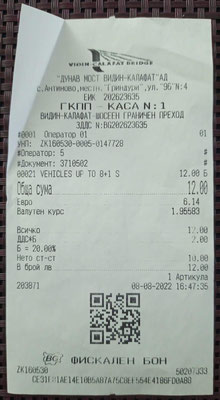 VIDIN-CALAFAT BRIDGE
"ДУНАВ МОСТ ВИДИН-КАЛАФАТ"АД
с.Антимово,местн."Гриндури",ул."96"N:4
ЕИК 202623635
ГКПП - КАСА N:1
ВИДИН-КАЛАФАТ-ШОСЕЕН ГРАНИЧЕН ПРЕХОД
ЗДДС N:BG202623635
#0001 Оператор 01 01
УНП: ZK160530-0005-0147728
#Оператор: 5 #
#Номер: 3710502 #
00021 VEHICLES UP TO 8+1 S 12.00 Б
Обща сума 12.00
Евро 6.14
Валутен курс 1.95583
Всичко 12.00
ДДС*Б 2.00
Б = 20.00%
Нето ст-ст 10.00
В брой лв 12.00
1 Артикула
203871 08-08-2022 16:47:35
ФИСКАЛЕН БОН
ZK160530 50207333